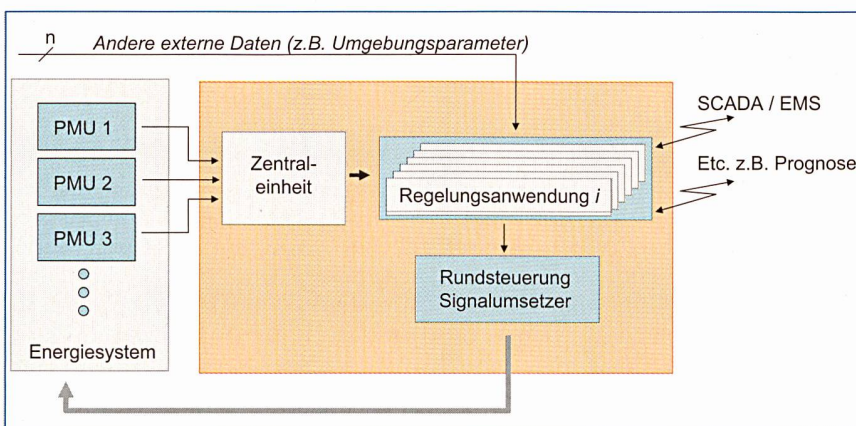 n
Andere externe Daten (z.B. Umgebungsparameter)
PMU 1
PMU 2
PMU 3
Energiesystem
Zentral-
einheit
Regelungsanwendung i
Rundsteuerung
Signalumsetzer
SCADA / EMS
Etc. z.B. Prognose